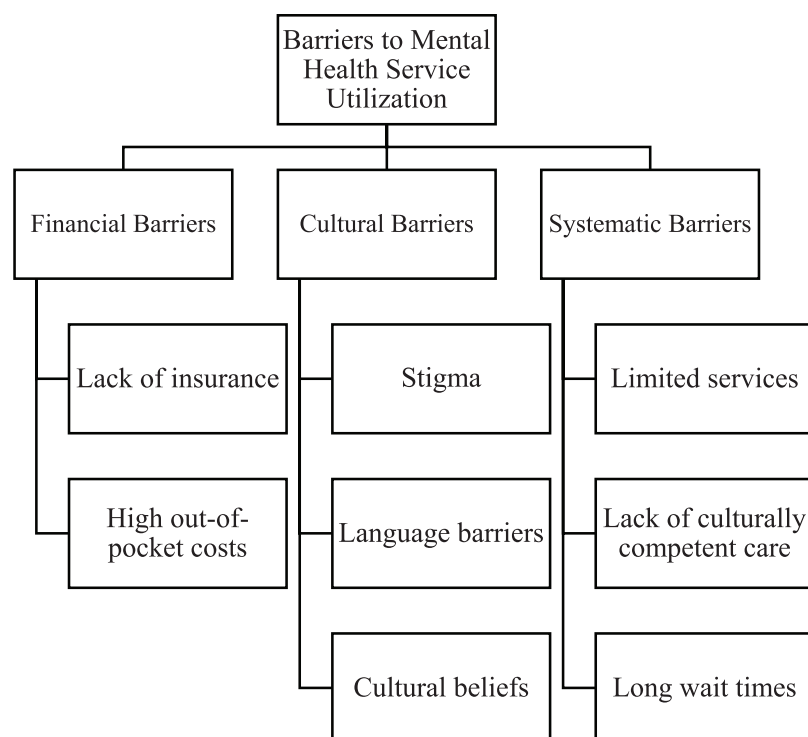 Barriers to Mental
Health Service
Utilization
Financial Barriers
Cultural Barriers
Systematic Barriers
Lack of insurance
Stigma
Limited services
High out-of-
pocket costs
Language barriers
Lack of culturally
competent care
Cultural beliefs
Long wait times